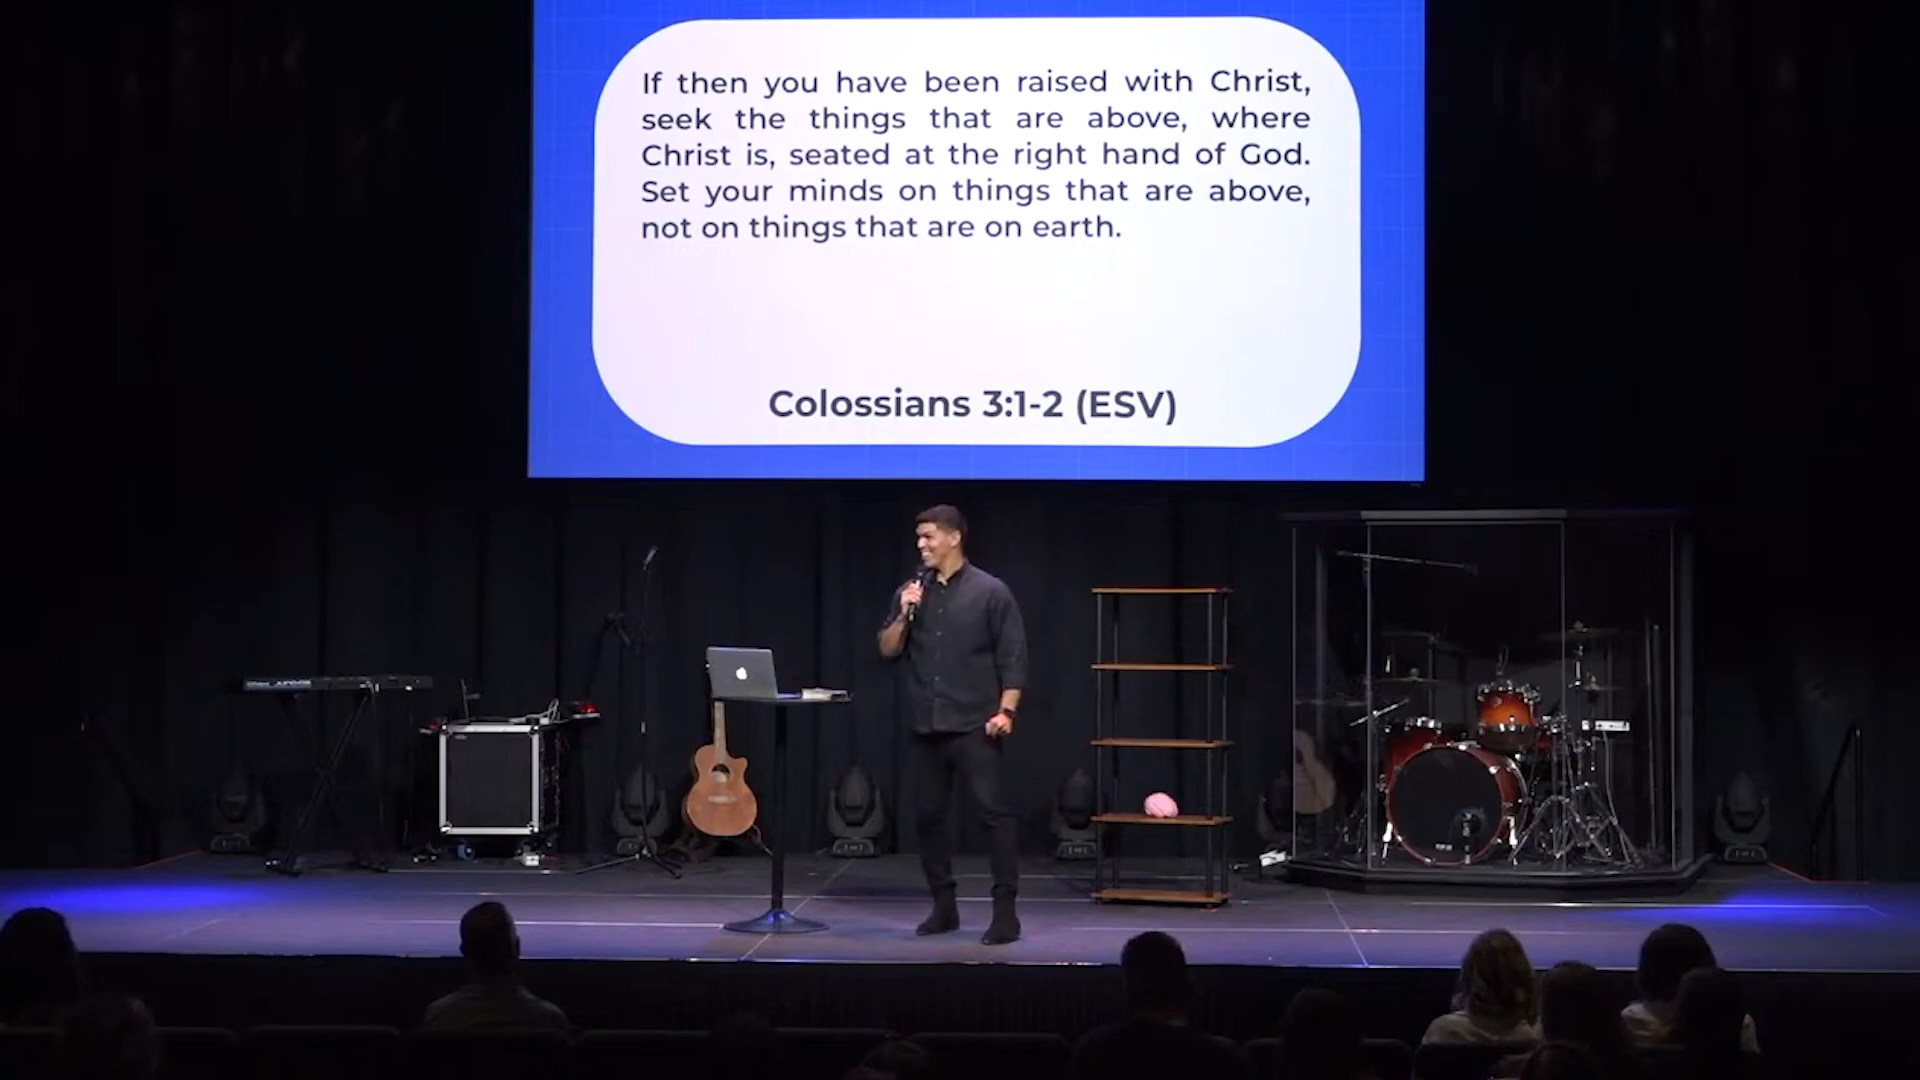 If then you have been raised with Christ,
seek the things that are above, where
Christ is, seated at the right hand of God.
Set your minds on things that are above,
not on things that are on earth.
Colossians 3:1-2 (ESV)